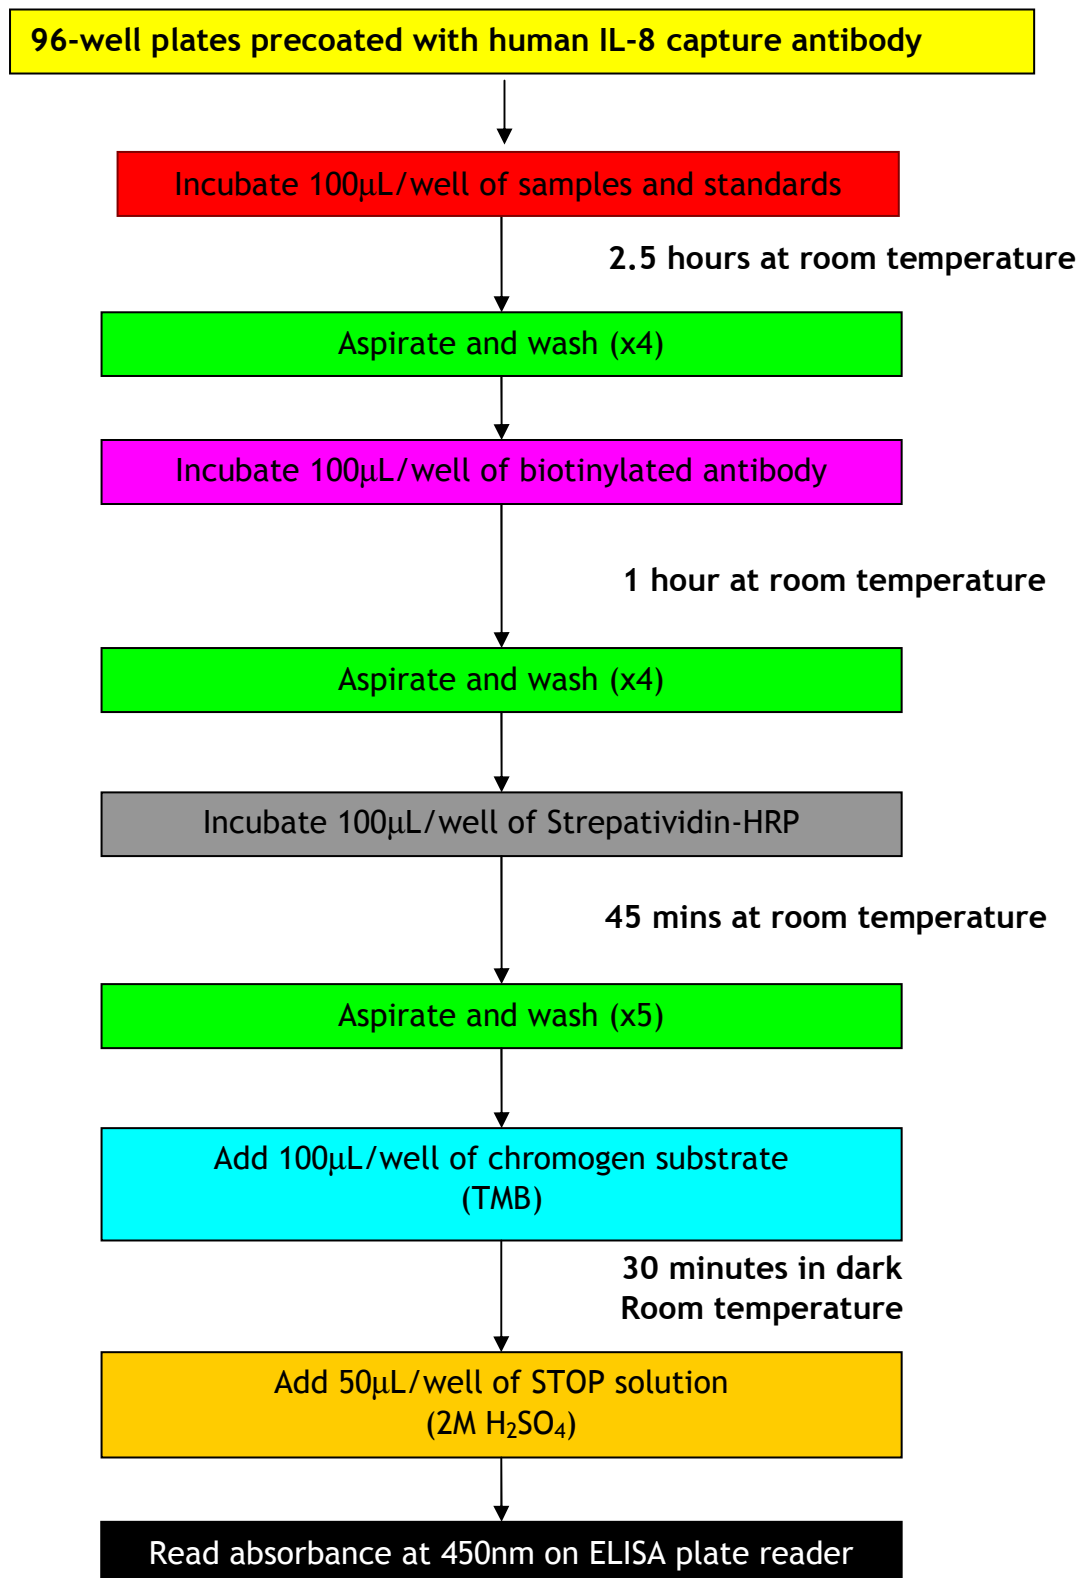 96-well plates precoated with human IL-8 capture antibody
Incubate 100μL/well of samples and standards
2.5 hours at room temperature
Aspirate and wash (x4)
Incubate 100μL/well of biotinylated antibody
1 hour at room temperature
Aspirate and wash (x4)
Incubate 100μL/well of Strepatividin-HRP
45 mins at room temperature
Aspirate and wash (x5)
Add 100μL/well of chromogen substrate
(TMB)
30 minutes in dark
Room temperature
Add 50μL/well of STOP solution
(2M H₂SO₄)
Read absorbance at 450nm on ELISA plate reader